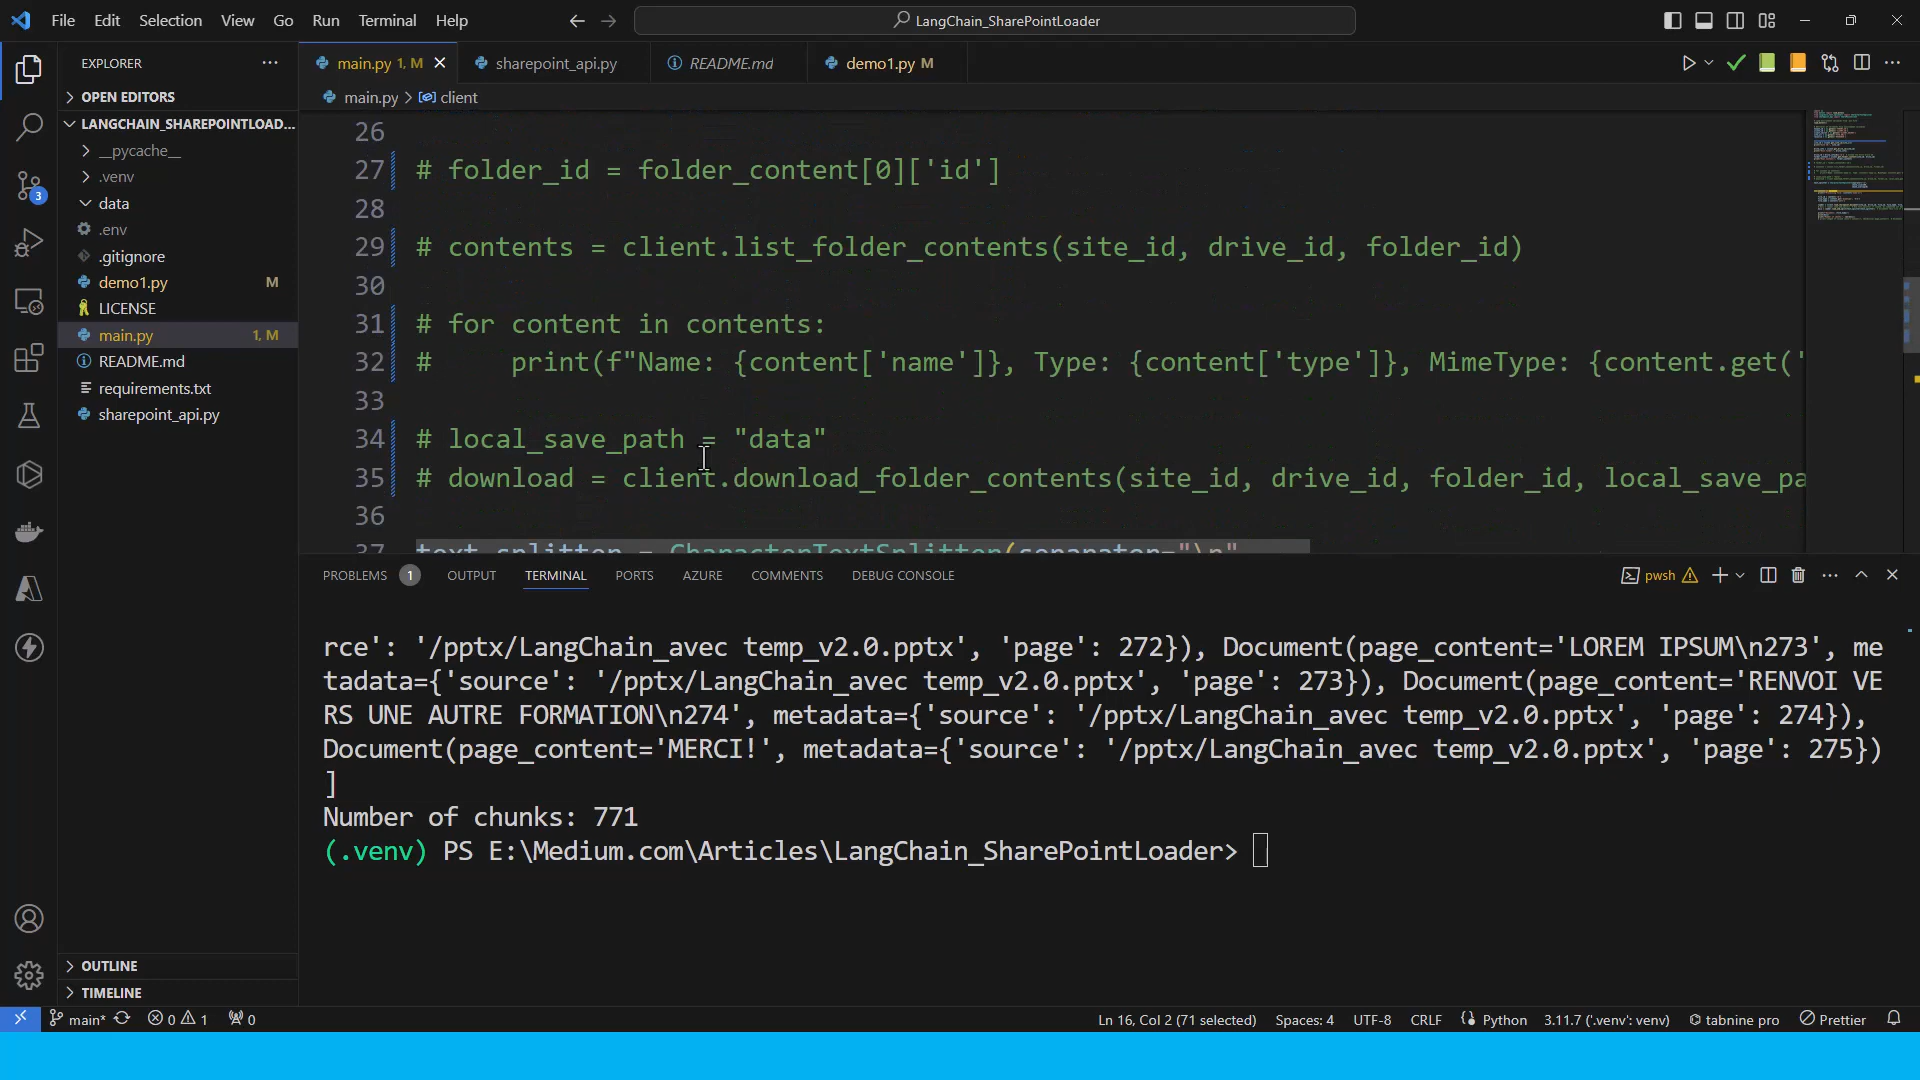 File Edit Selection View Go Run Terminal Help
LangChain_SharePointLoader
EXPLORER
main.py 1, M
sharepoint_api.py
README.md
demo1.py M
OPEN EDITORS
main.py > client
LANGCHAIN_SHAREPOINTLOAD...
__pycache__
.venv
data
.env
.gitignore
demo1.py M
LICENSE
main.py 1, M
README.md
requirements.txt
sharepoint_api.py
3
26
27 # folder_id = folder_content[0]['id']
28
29 # contents = client.list_folder_contents(site_id, drive_id, folder_id)
30
31 # for content in contents:
32 #     print(f"Name: {content['name']}, Type: {content['type']}, MimeType: {content.get('
33
34 # local_save_path = "data"
35 # download = client.download_folder_contents(site_id, drive_id, folder_id, local_save_pa
36
37 text_splitter = CharacterTextSplitter(separator="\n"
PROBLEMS 1 OUTPUT TERMINAL PORTS AZURE COMMENTS DEBUG CONSOLE
pwsh
rce': '/pptx/LangChain_avec temp_v2.0.pptx', 'page': 272}), Document(page_content='LOREM IPSUM\n273', me
tadata={'source': '/pptx/LangChain_avec temp_v2.0.pptx', 'page': 273}), Document(page_content='RENVOI VE
RS UNE AUTRE FORMATION\n274', metadata={'source': '/pptx/LangChain_avec temp_v2.0.pptx', 'page': 274}),
Document(page_content='MERCI!', metadata={'source': '/pptx/LangChain_avec temp_v2.0.pptx', 'page': 275})
]
Number of chunks: 771
(.venv) PS E:\Medium.com\Articles\LangChain_SharePointLoader>
OUTLINE
TIMELINE
main* 0 1 0
Ln 16, Col 2 (71 selected) Spaces: 4 UTF-8 CRLF Python 3.11.7 ('.venv': venv) tabnine pro Prettier